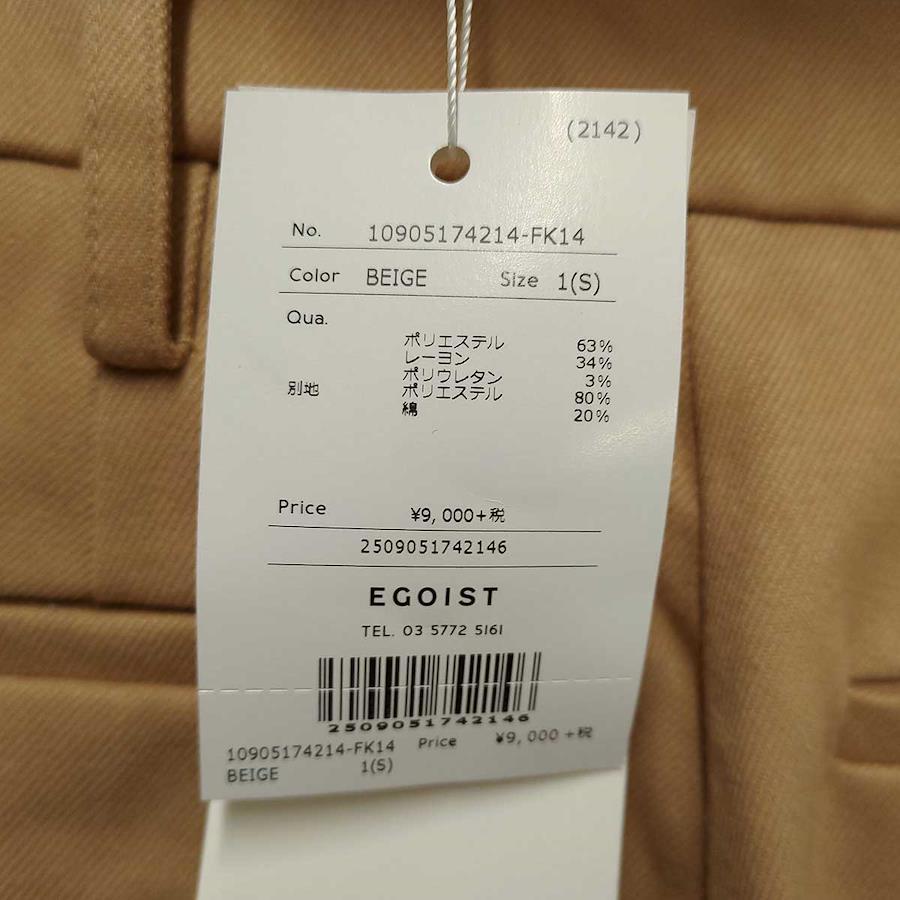 (2142)
No. 10905174214-FK14
Color BEIGE Size 1(S)
Qua.
ポリエステル 63%
レーヨン 34%
ポリウレタン 3%
別地 ポリエステル 80%
綿 20%
Price ¥9,000+税
2509051742146
EGOIST
TEL. 03 5772 5161
2509051742146
10905174214-FK14 Price ¥9,000+税
BEIGE 1(S)